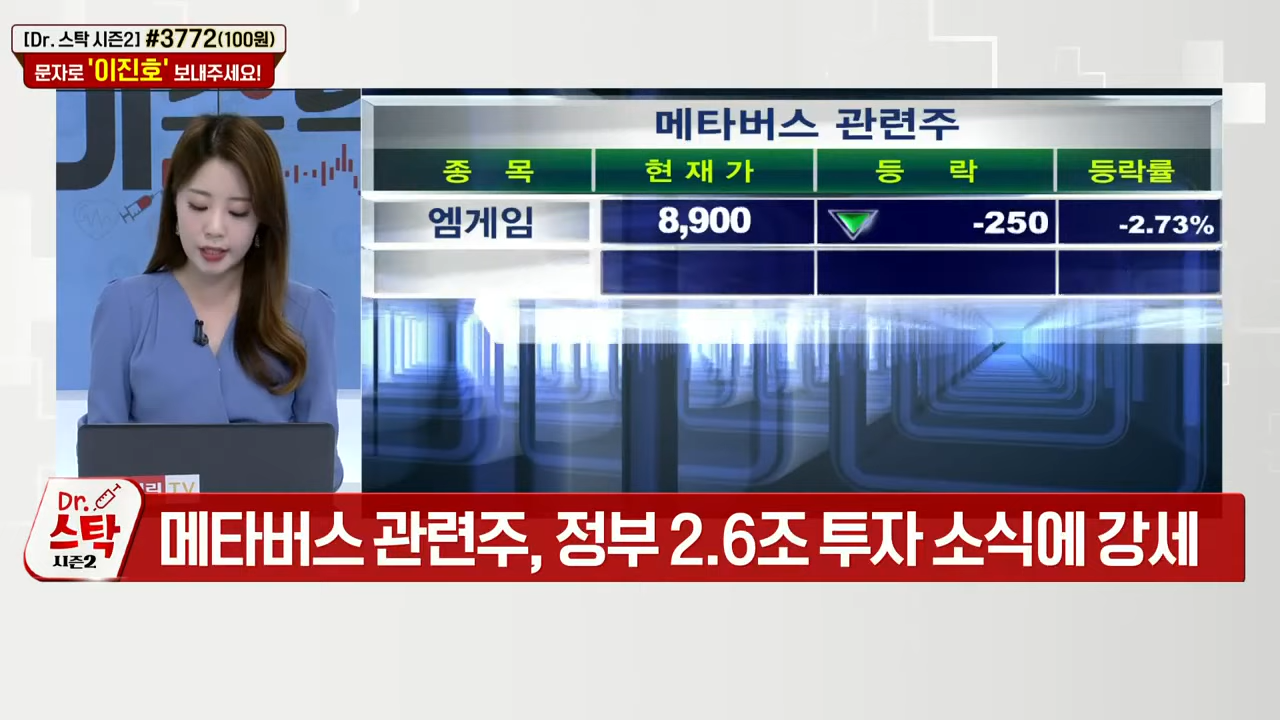 [Dr. 스탁 시즌2] #3772(100원)
문자로 '이진호' 보내주세요!
메타버스 관련주
종 목 현 재 가 등 락 등락률
엠게임 8,900 -250 -2.73%
TV
Dr.
스탁
시즌2
메타버스 관련주, 정부 2.6조 투자 소식에 강세